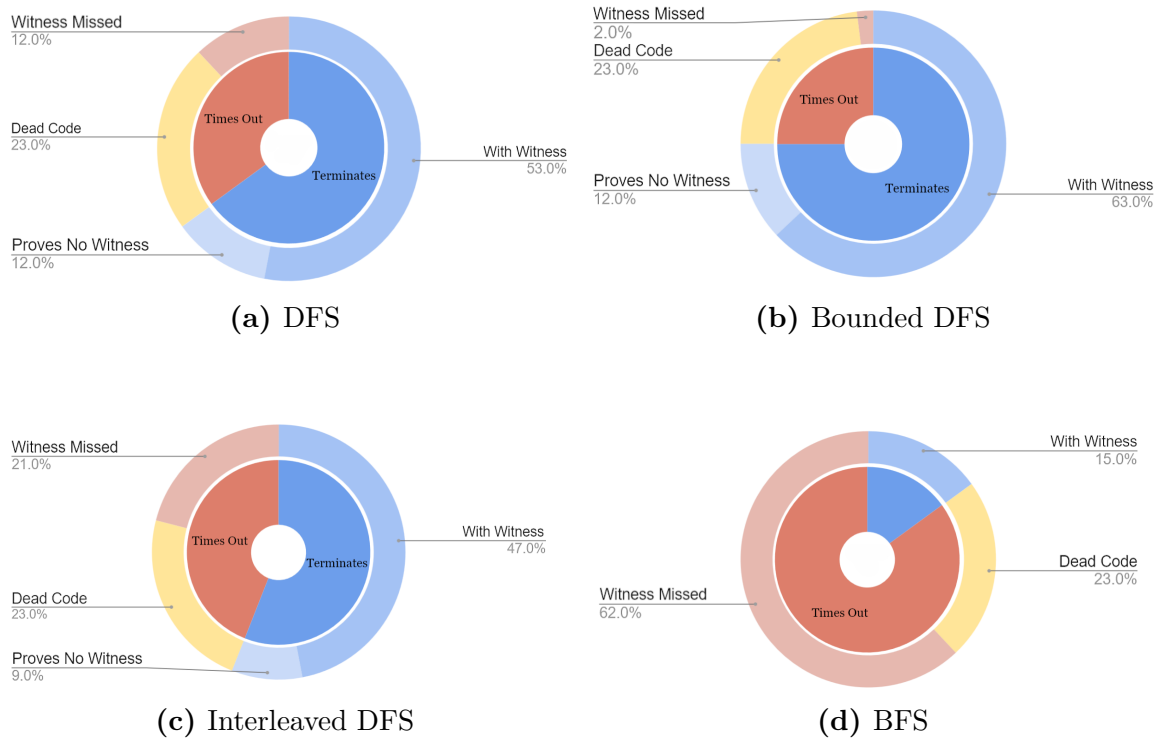 Witness Missed
12.0%
Dead Code
23.0%
Proves No Witness
12.0%
Times Out
Terminates
With Witness
53.0%
(a) DFS
Witness Missed
2.0%
Dead Code
23.0%
Proves No Witness
12.0%
Times Out
Terminates
With Witness
63.0%
(b) Bounded DFS
Witness Missed
21.0%
Dead Code
23.0%
Proves No Witness
9.0%
Times Out
Terminates
With Witness
47.0%
(c) Interleaved DFS
With Witness
15.0%
Dead Code
23.0%
Witness Missed
62.0%
Times Out
(d) BFS